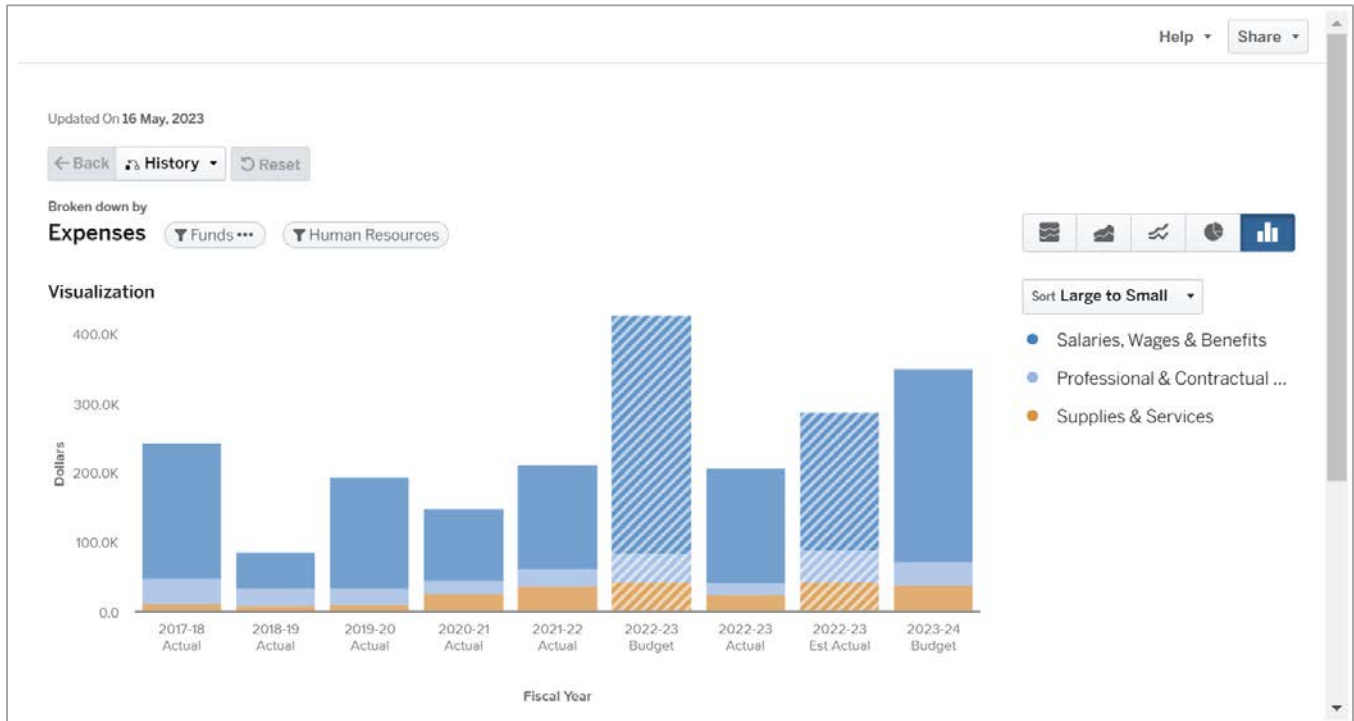 Help
Share
Updated On 16 May, 2023
Back
History
Reset
Broken down by
Expenses
Funds •••
Human Resources
Visualization
Sort Large to Small
Salaries, Wages & Benefits
Professional & Contractual ...
Supplies & Services
Dollars
400.0K
300.0K
200.0K
100.0K
0.0
2017-18
Actual
2018-19
Actual
2019-20
Actual
2020-21
Actual
2021-22
Actual
2022-23
Budget
2022-23
Actual
2022-23
Est Actual
2023-24
Budget
Fiscal Year